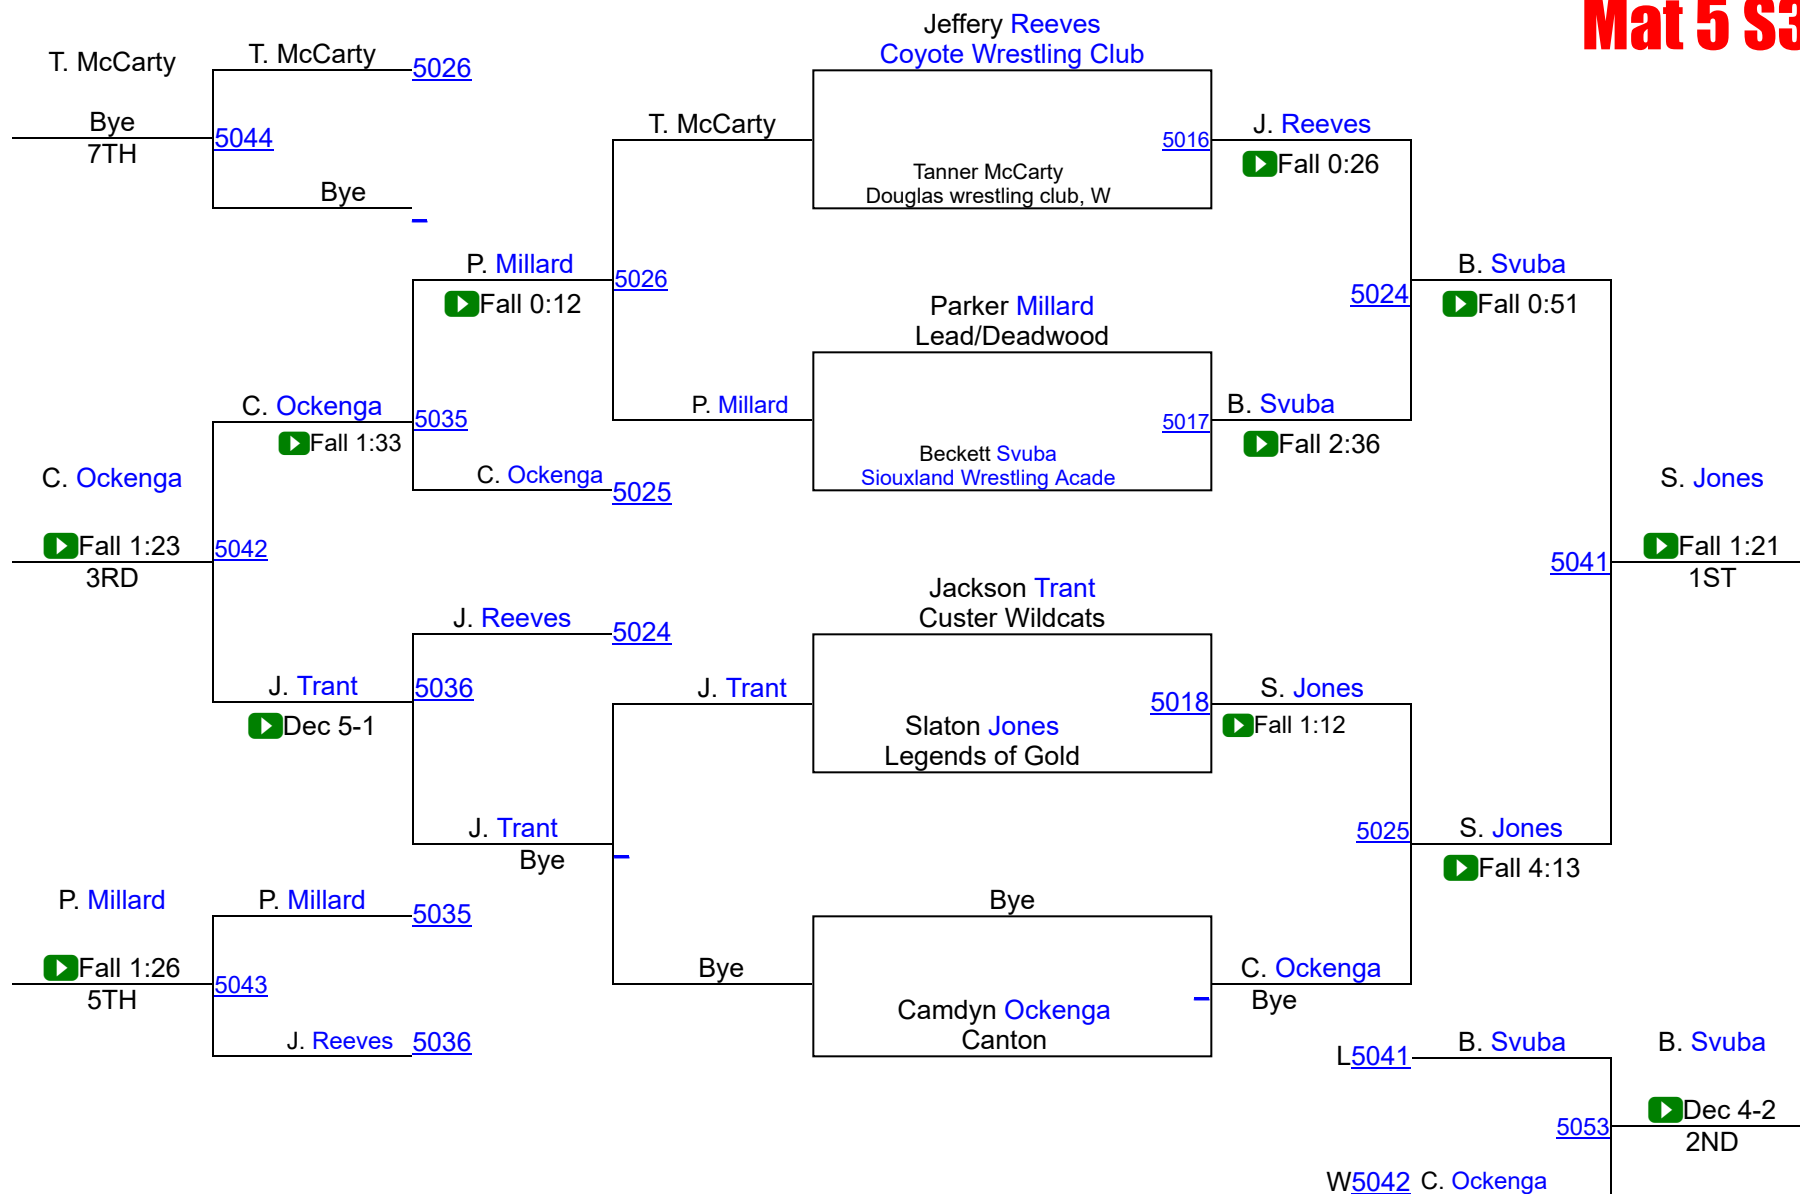 Mat 5 S3
Jeffery Reeves
Coyote Wrestling Club
T. McCarty
T. McCarty
5026
Bye
7TH
5044
Bye
_
T. McCarty
5016
Tanner McCarty
Douglas wrestling club, W
J. Reeves
Fall 0:26
P. Millard
Fall 0:12
5026
Parker Millard
Lead/Deadwood
5024
B. Svuba
Fall 0:51
C. Ockenga
Fall 1:33
5035
P. Millard
5017
Beckett Svuba
Siouxland Wrestling Acade
B. Svuba
Fall 2:36
C. Ockenga
5025
C. Ockenga
Fall 1:23
3RD
5042
S. Jones
5041
Fall 1:21
1ST
Jackson Trant
Custer Wildcats
J. Reeves
5024
J. Trant
Dec 5-1
5036
J. Trant
5018
Slaton Jones
Legends of Gold
S. Jones
Fall 1:12
J. Trant
Bye
_
5025
S. Jones
Fall 4:13
P. Millard
P. Millard
5035
Fall 1:26
5TH
5043
J. Reeves
5036
Bye
Bye
Camdyn Ockenga
Canton
_
C. Ockenga
Bye
L5041
B. Svuba
B. Svuba
5053
Dec 4-2
2ND
W5042
C. Ockenga